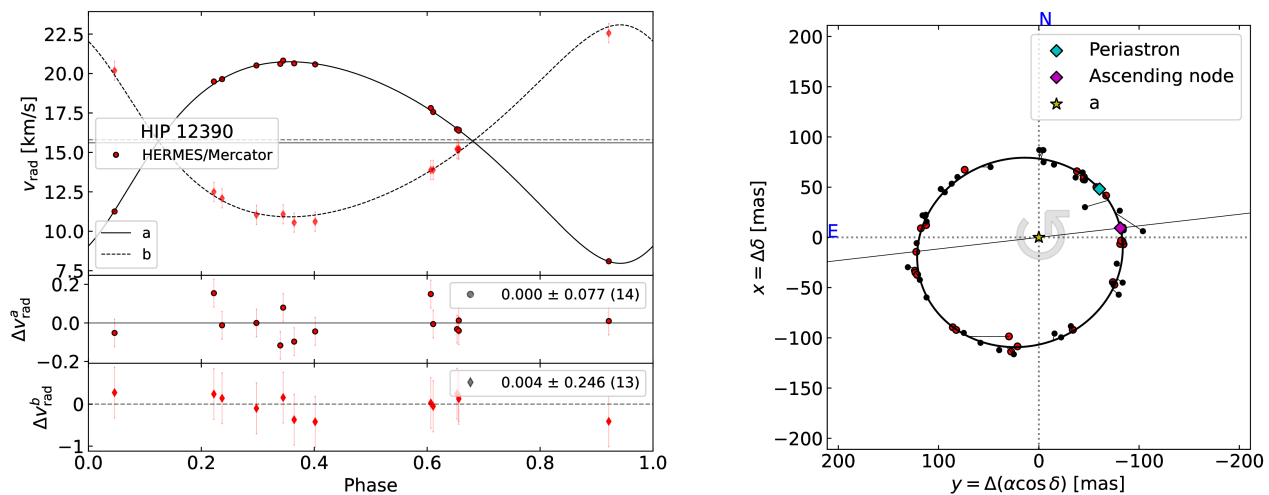 22.5
20.0
17.5
15.0
12.5
10.0
7.5
v_rad [km/s]
HIP 12390
HERMES/Mercator
a
b
0.2
0.0
−0.2
Δv^a_rad
0.000 ± 0.077 (14)
0
−1
Δv^b_rad
0.004 ± 0.246 (13)
0.0 0.2 0.4 0.6 0.8 1.0
Phase
N
E
Periastron
Ascending node
a
200
150
100
50
0
−50
−100
−150
−200
x = Δδ [mas]
200 100 0 −100 −200
y = Δ(αcos δ) [mas]